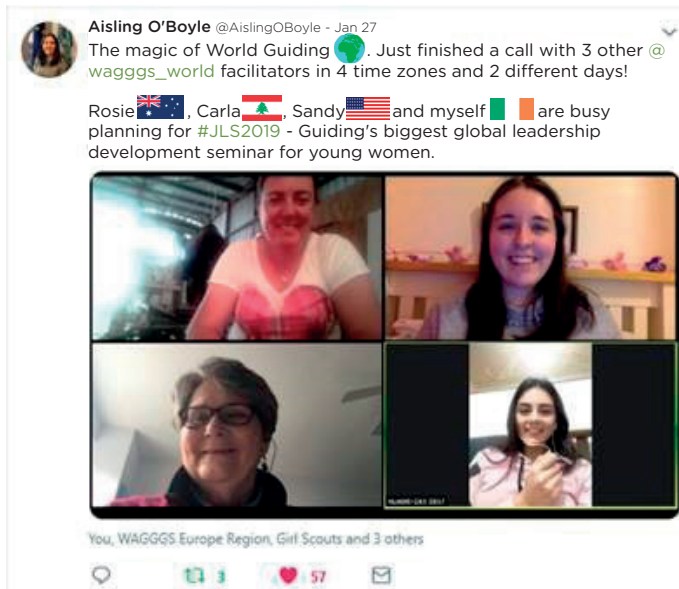 Aisling O'Boyle @AislingOBoyle - Jan 27
The magic of World Guiding 🌍. Just finished a call with 3 other @
wagggs_world facilitators in 4 time zones and 2 different days!
Rosie🇦🇺, Carla🇱🇧, Sandy🇺🇸and myself 🇮🇪 are busy
planning for #JLS2019 - Guiding's biggest global leadership
development seminar for young women.
You, WAGGGS Europe Region, Girl Scouts and 3 others
3 57